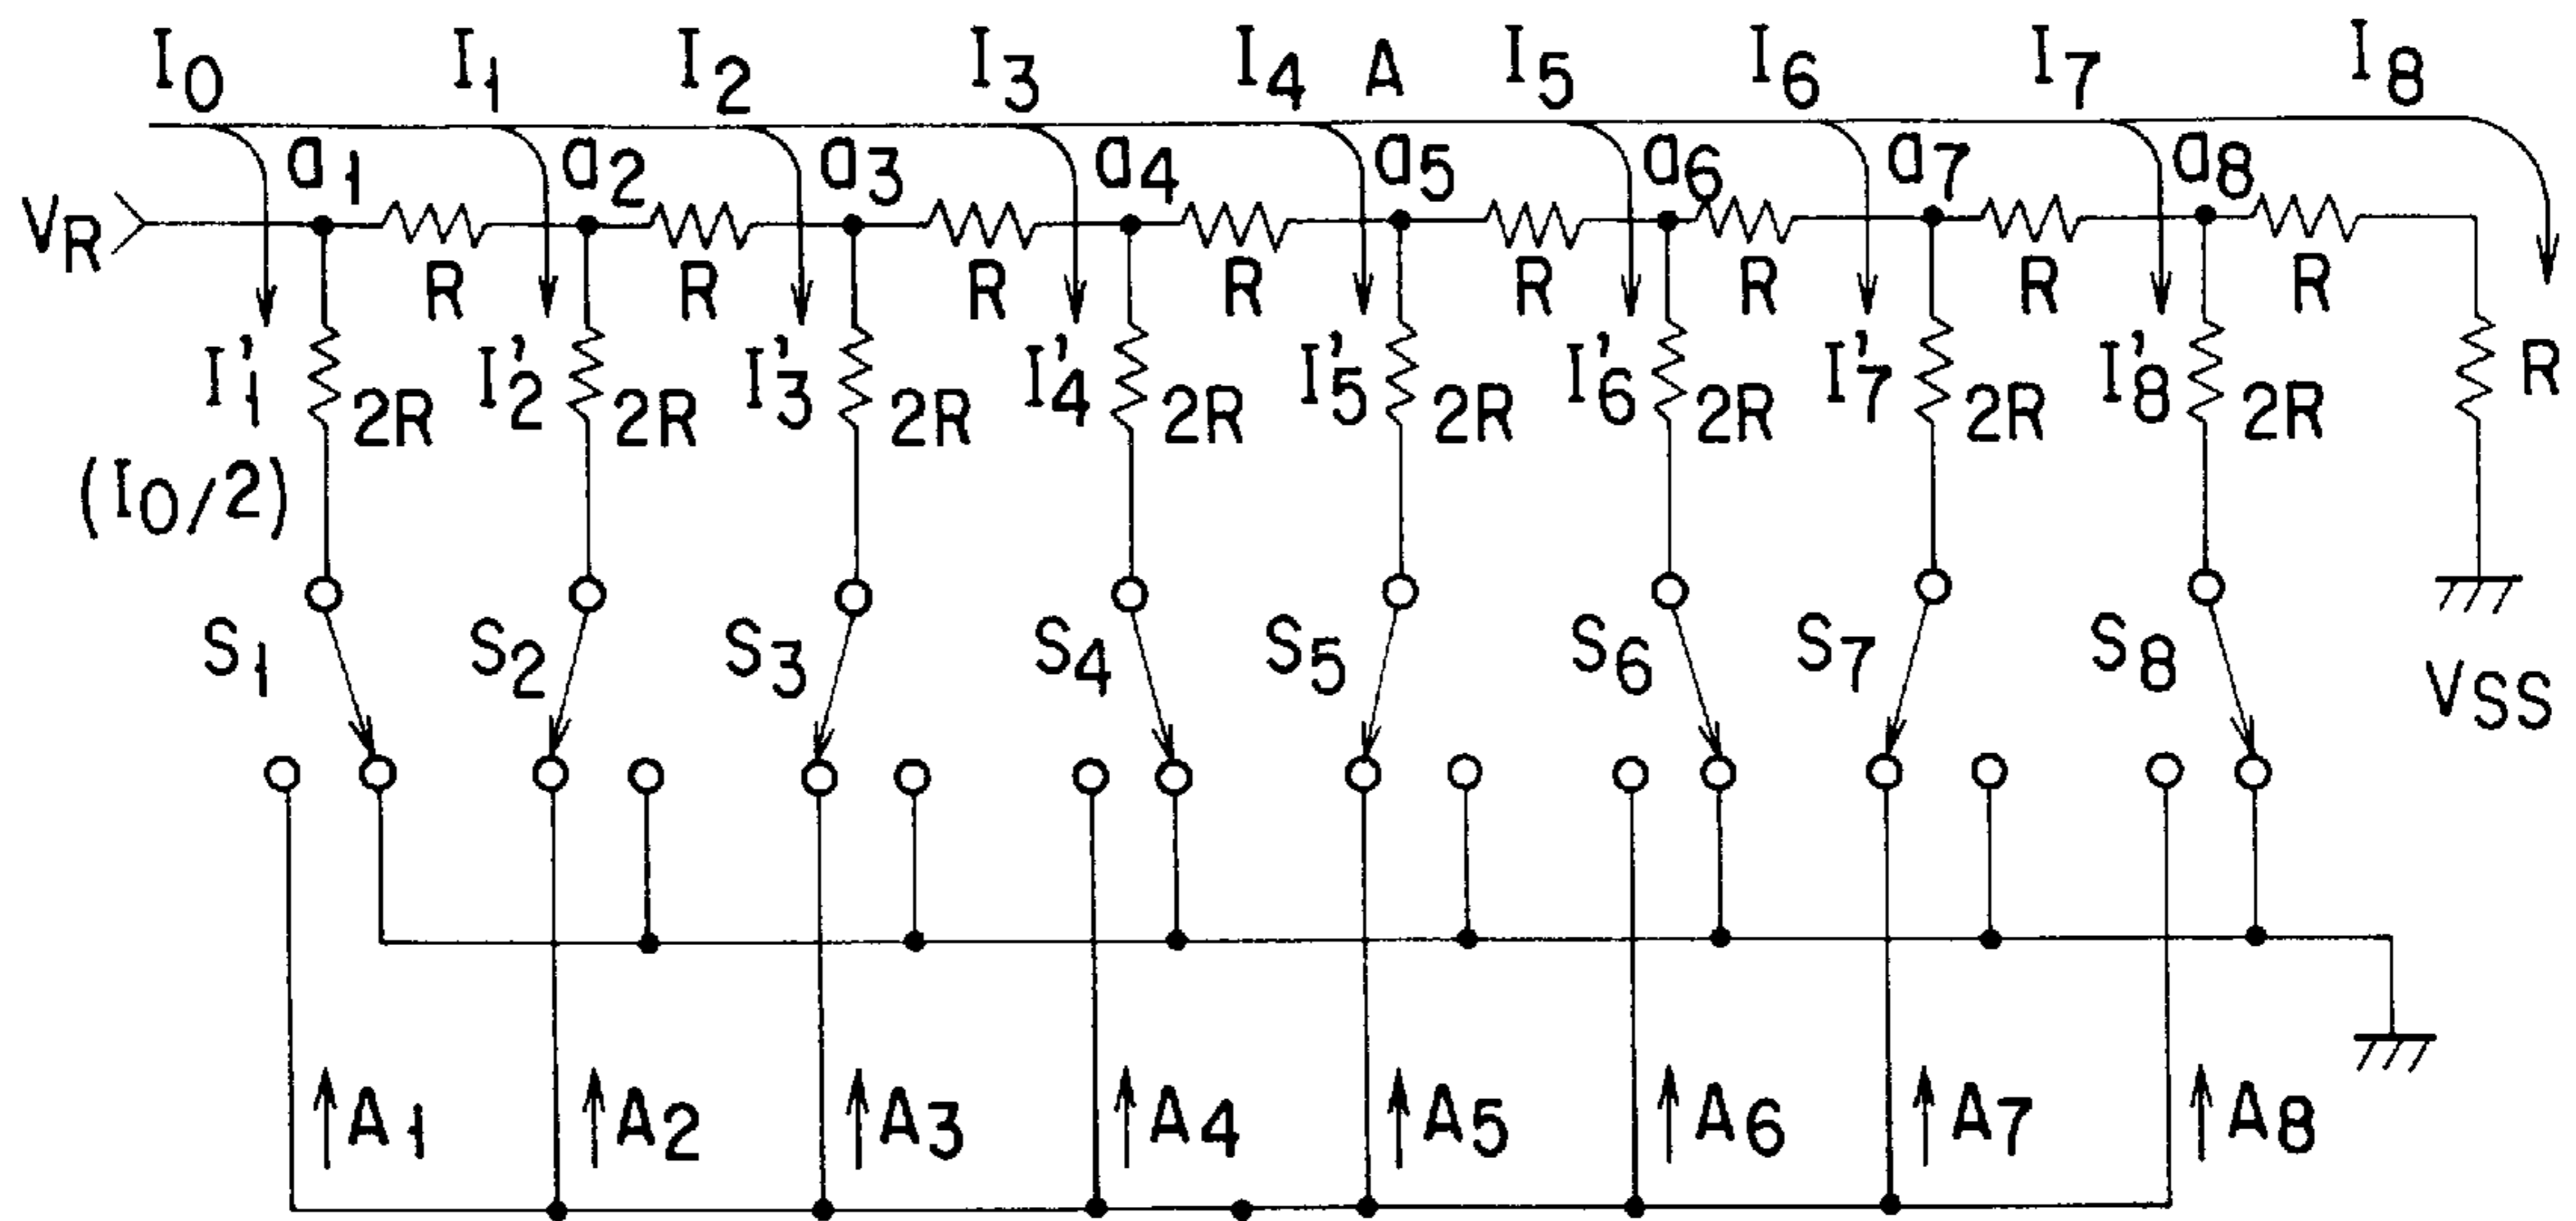 I0 I1 I2 I3 I4 A I5 I6 I7 I8
a1 a2 a3 a4 a5 a6 a7 a8
VR
R R R R R R R R
I'1 2R I'2 2R I'3 2R I'4 2R I'5 2R I'6 2R I'7 2R I'8 2R R
(I0/2)
S1 S2 S3 S4 S5 S6 S7 S8
VSS
A1 A2 A3 A4 A5 A6 A7 A8